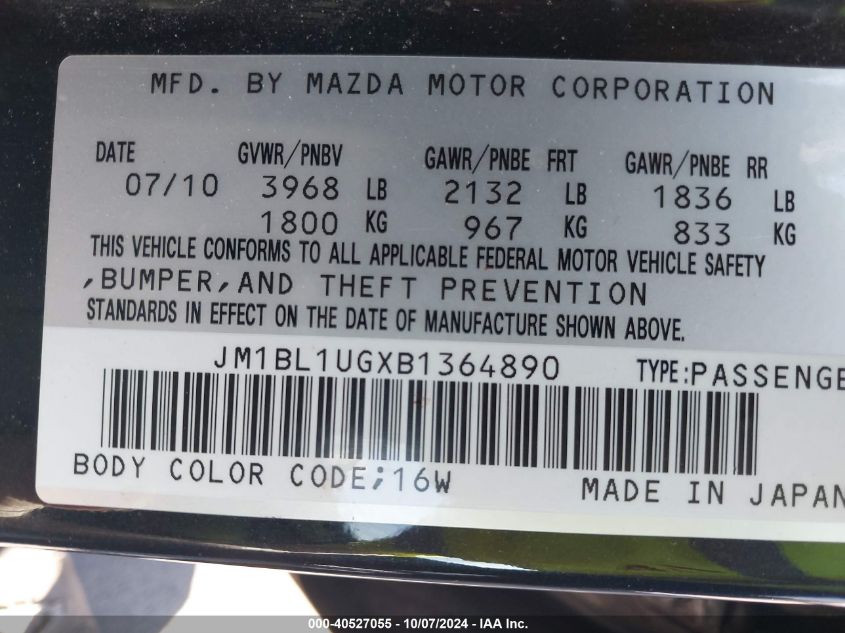 MFD. BY MAZDA MOTOR CORPORATION
DATE GVWR/PNBV GAWR/PNBE FRT GAWR/PNBE RR
07/10 3968 LB 2132 LB 1836 LB
1800 KG 967 KG 833 KG
THIS VEHICLE CONFORMS TO ALL APPLICABLE FEDERAL MOTOR VEHICLE SAFETY
,BUMPER,AND THEFT PREVENTION
STANDARDS IN EFFECT ON THE DATE OF MANUFACTURE SHOWN ABOVE.
JM1BL1UGXB1364890 TYPE:PASSENGE
BODY COLOR CODE;16W MADE IN JAPAN
000-40527055 - 10/07/2024 - IAA Inc.